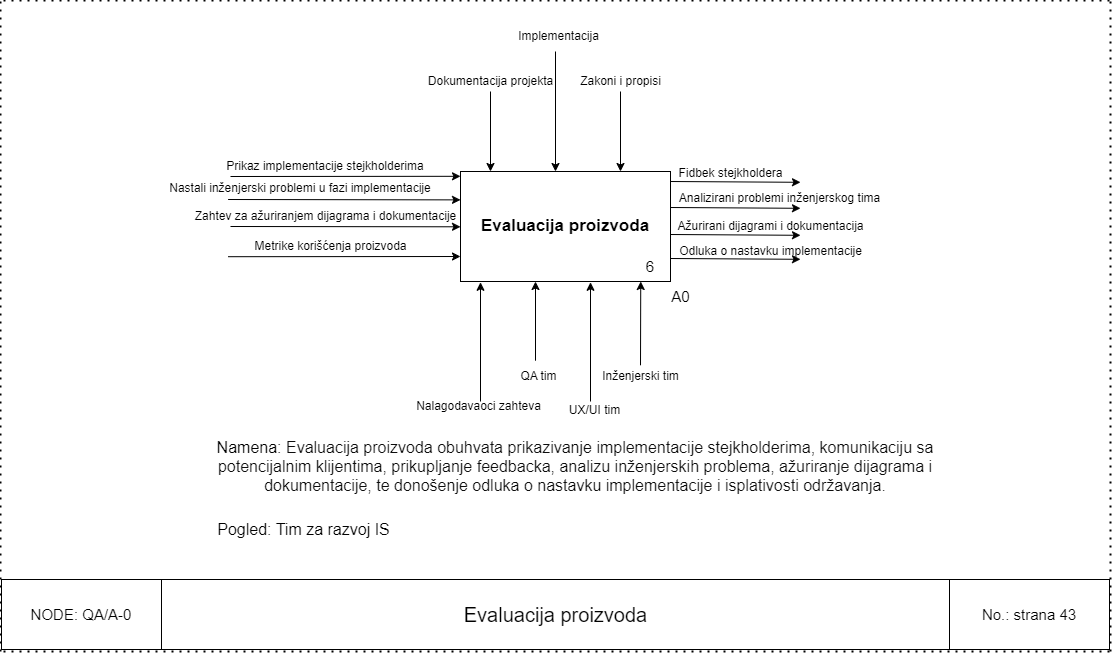 Implementacija
Dokumentacija projekta
Zakoni i propisi
Prikaz implementacije stejkholderima
Nastali inženjerski problemi u fazi implementacije
Zahtev za ažuriranjem dijagrama i dokumentacije
Metrike korišćenja proizvoda
Evaluacija proizvoda
6
A0
Fidbek stejkholdera
Analizirani problemi inženjerskog tima
Ažurirani dijagrami i dokumentacija
Odluka o nastavku implementacije
QA tim
Inženjerski tim
Nalagodavaoci zahteva
UX/UI tim
Namena: Evaluacija proizvoda obuhvata prikazivanje implementacije stejkholderima, komunikaciju sa
potencijalnim klijentima, prikupljanje feedbacka, analizu inženjerskih problema, ažuriranje dijagrama i
dokumentacije, te donošenje odluka o nastavku implementacije i isplativosti održavanja.
Pogled: Tim za razvoj IS
NODE: QA/A-0
Evaluacija proizvoda
No.: strana 43